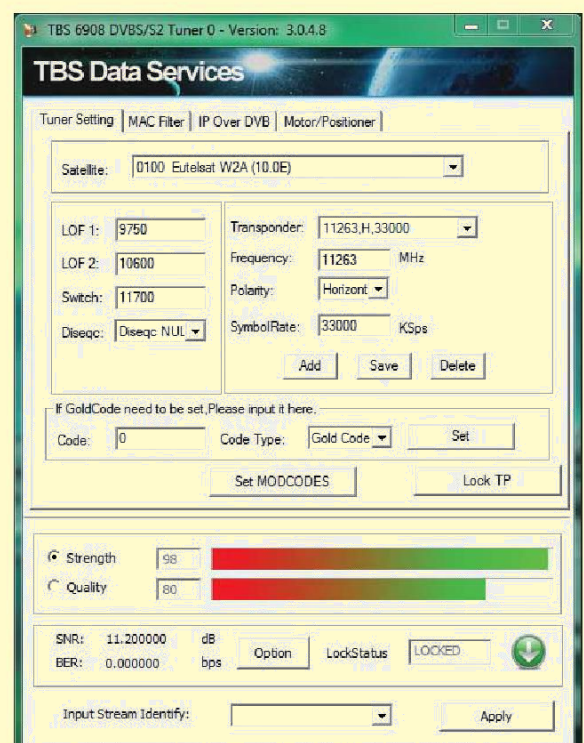 TBS 6908 DVBS/S2 Tuner 0 - Version: 3.0.4.8
TBS Data Services
Tuner Setting MAC Filter IP Over DVB Motor/Positioner
Satellite: 0100 Eutelsat W2A (10.0E)
LOF 1: 9750
LOF 2: 10600
Switch: 11700
Diseqc: Diseqc NUL
Transponder: 11263,H,33000
Frequency: 11263 MHz
Polarity: Horizont
SymbolRate: 33000 KSps
Add Save Delete
If GoldCode need to be set,Please input it here.
Code: 0 Code Type: Gold Code Set
Set MODCODES Lock TP
Strength 98
Quality 80
SNR: 11.200000 dB
BER: 0.000000 bps
Option LockStatus LOCKED
Input Stream Identify: Apply